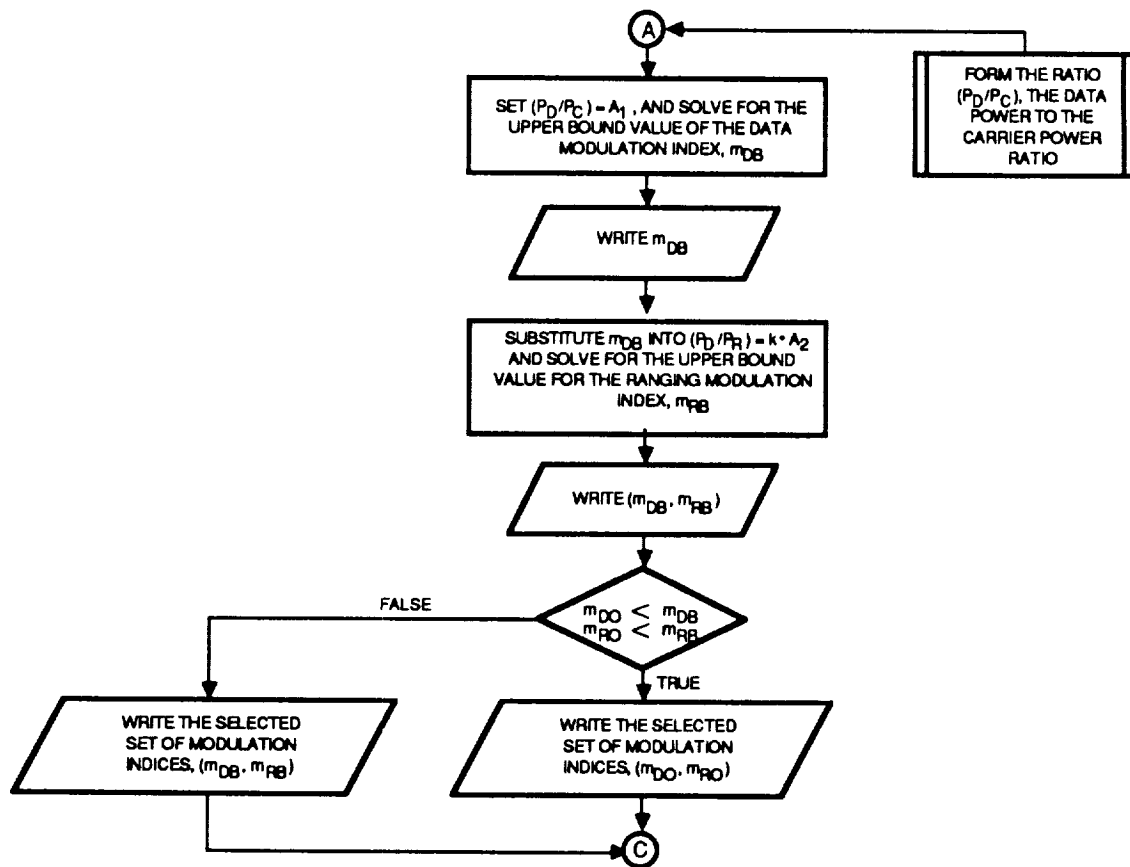 A
SET (P_D/P_C) = A_1, AND SOLVE FOR THE
UPPER BOUND VALUE OF THE DATA
MODULATION INDEX, m_DB
FORM THE RATIO
(P_D/P_C), THE DATA
POWER TO THE
CARRIER POWER
RATIO
WRITE m_DB
SUBSTITUTE m_DB INTO (P_D/P_R) = k • A_2
AND SOLVE FOR THE UPPER BOUND
VALUE FOR THE RANGING MODULATION
INDEX, m_RB
WRITE (m_DB, m_RB)
m_DO < m_DB
m_RO < m_RB
FALSE
TRUE
WRITE THE SELECTED
SET OF MODULATION
INDICES, (m_DB, m_RB)
WRITE THE SELECTED
SET OF MODULATION
INDICES, (m_DO, m_RO)
C